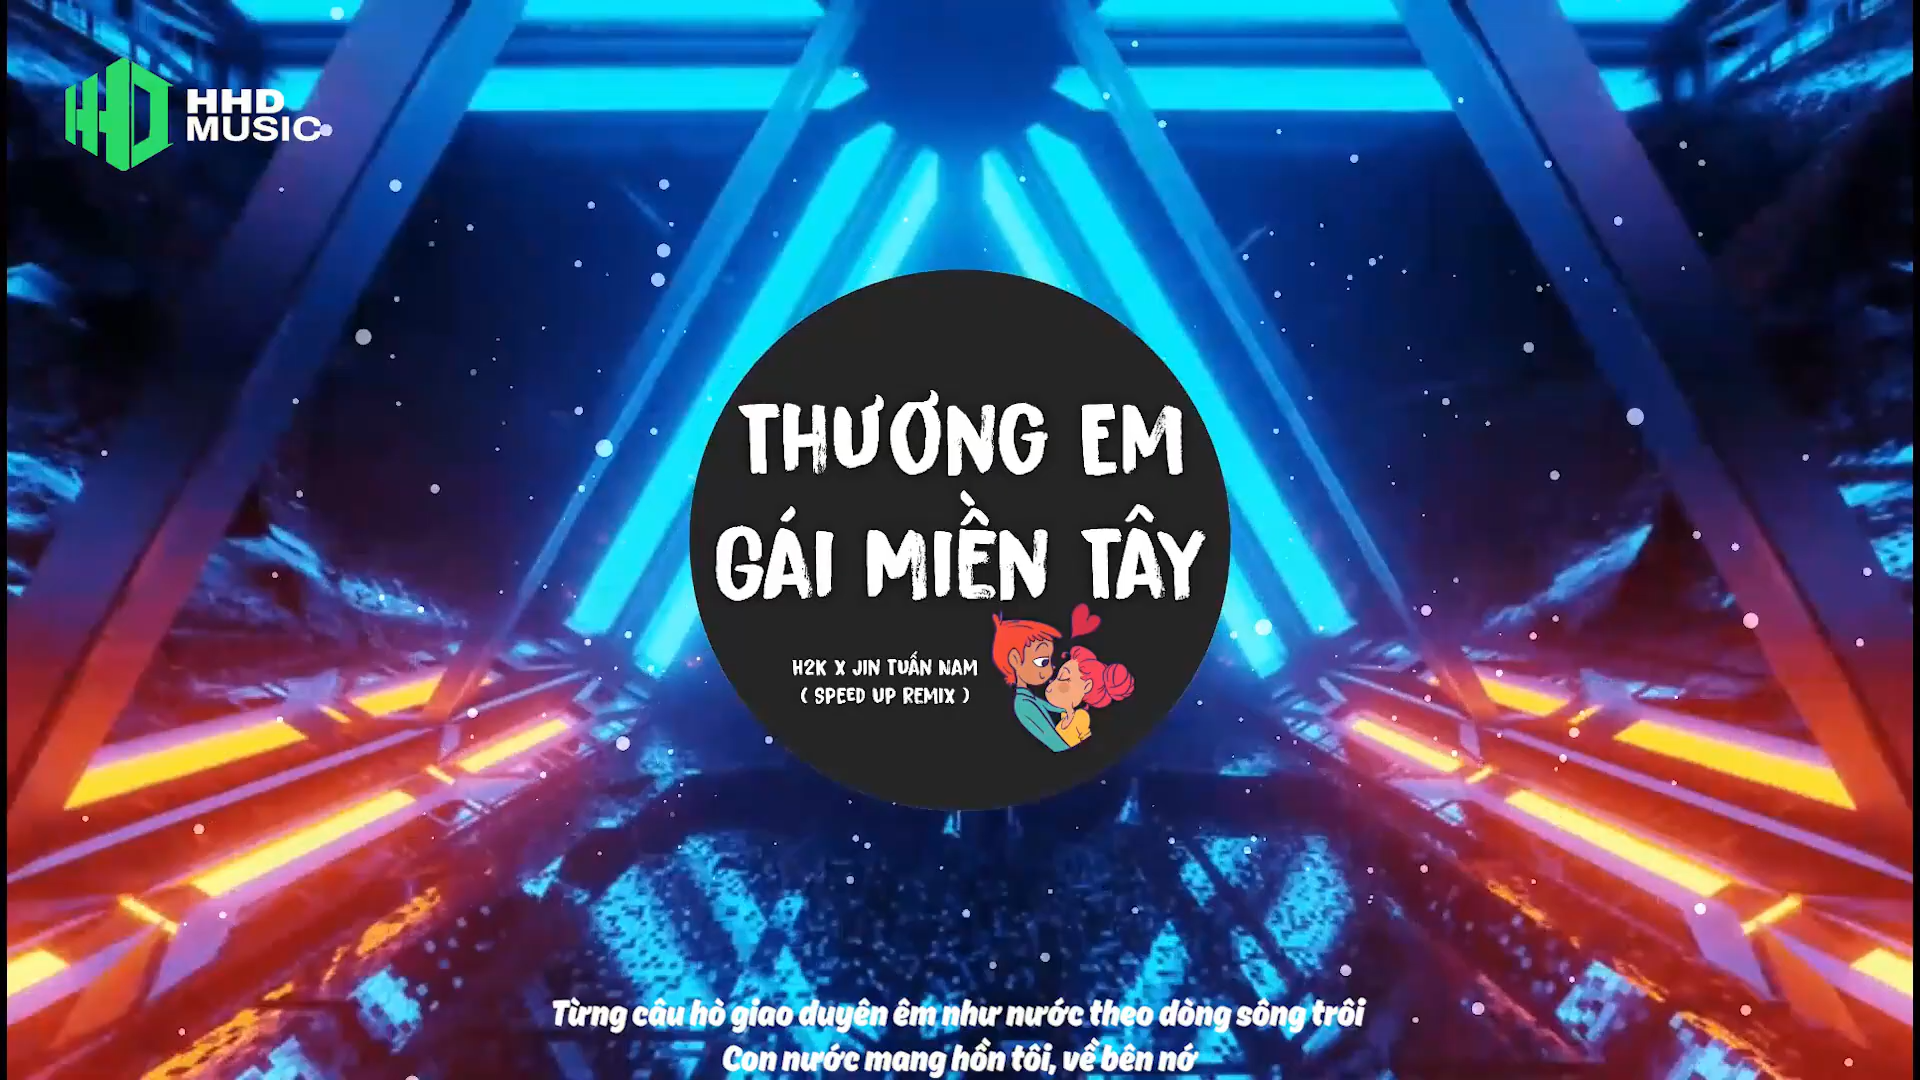 HHD
MUSIC
THƯƠNG EM
GÁI MIỀN TÂY
H2K X JIN TUẤN NAM
( SPEED UP REMIX )
Từng câu hò giao duyên êm như nước theo dòng sông trôi
Con nước mang hồn tôi, về bên nớ